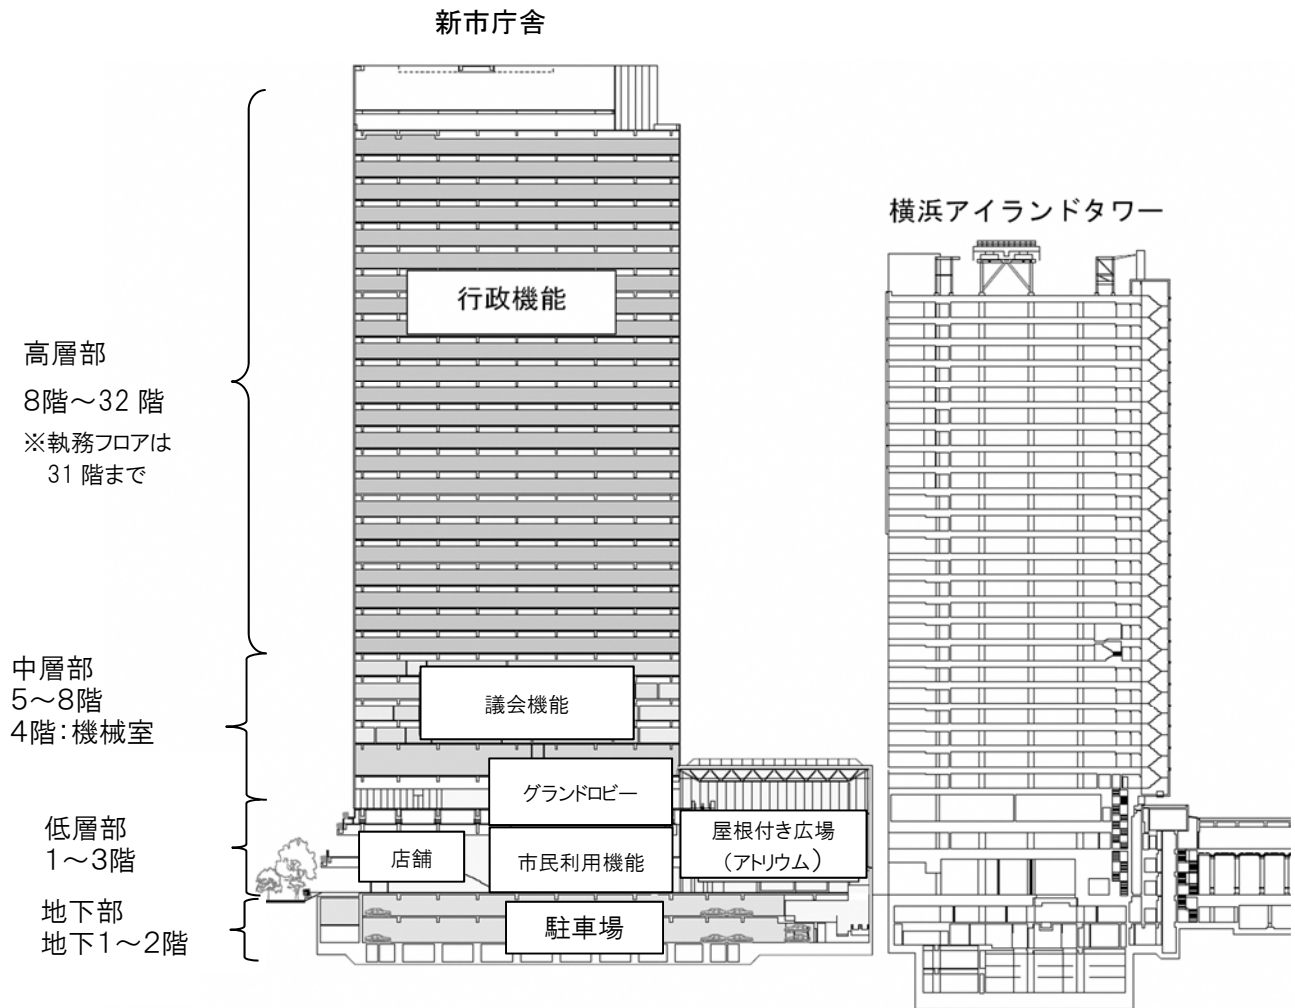 新市庁舎
横浜アイランドタワー
行政機能
高層部
8階～32 階
※執務フロアは
31 階まで
中層部
5～8階
4階：機械室
議会機能
グランドロビー
屋根付き広場
（アトリウム）
低層部
1～3階
店舗
市民利用機能
地下部
地下1～2階
駐車場